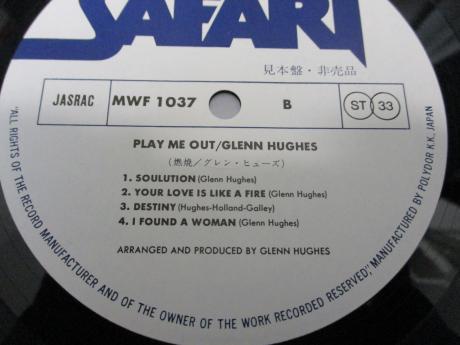 SAFARI
見本盤・非売品
JASRAC
MWF 1037
B
ST 33
PLAY ME OUT/GLENN HUGHES
(燃焼/グレン・ヒューズ)
1. SOULUTION (Glenn Hughes)
2. YOUR LOVE IS LIKE A FIRE (Glenn Hughes)
3. DESTINY (Hughes-Holland-Galley)
4. I FOUND A WOMAN (Glenn Hughes)
ARRANGED AND PRODUCED BY GLENN HUGHES
"ALL RIGHTS OF THE RECORD MANUFACTURER AND OF THE OWNER OF THE WORK RECORDED RESERVED", MANUFACTURED BY POLYDOR K.K., JAPAN